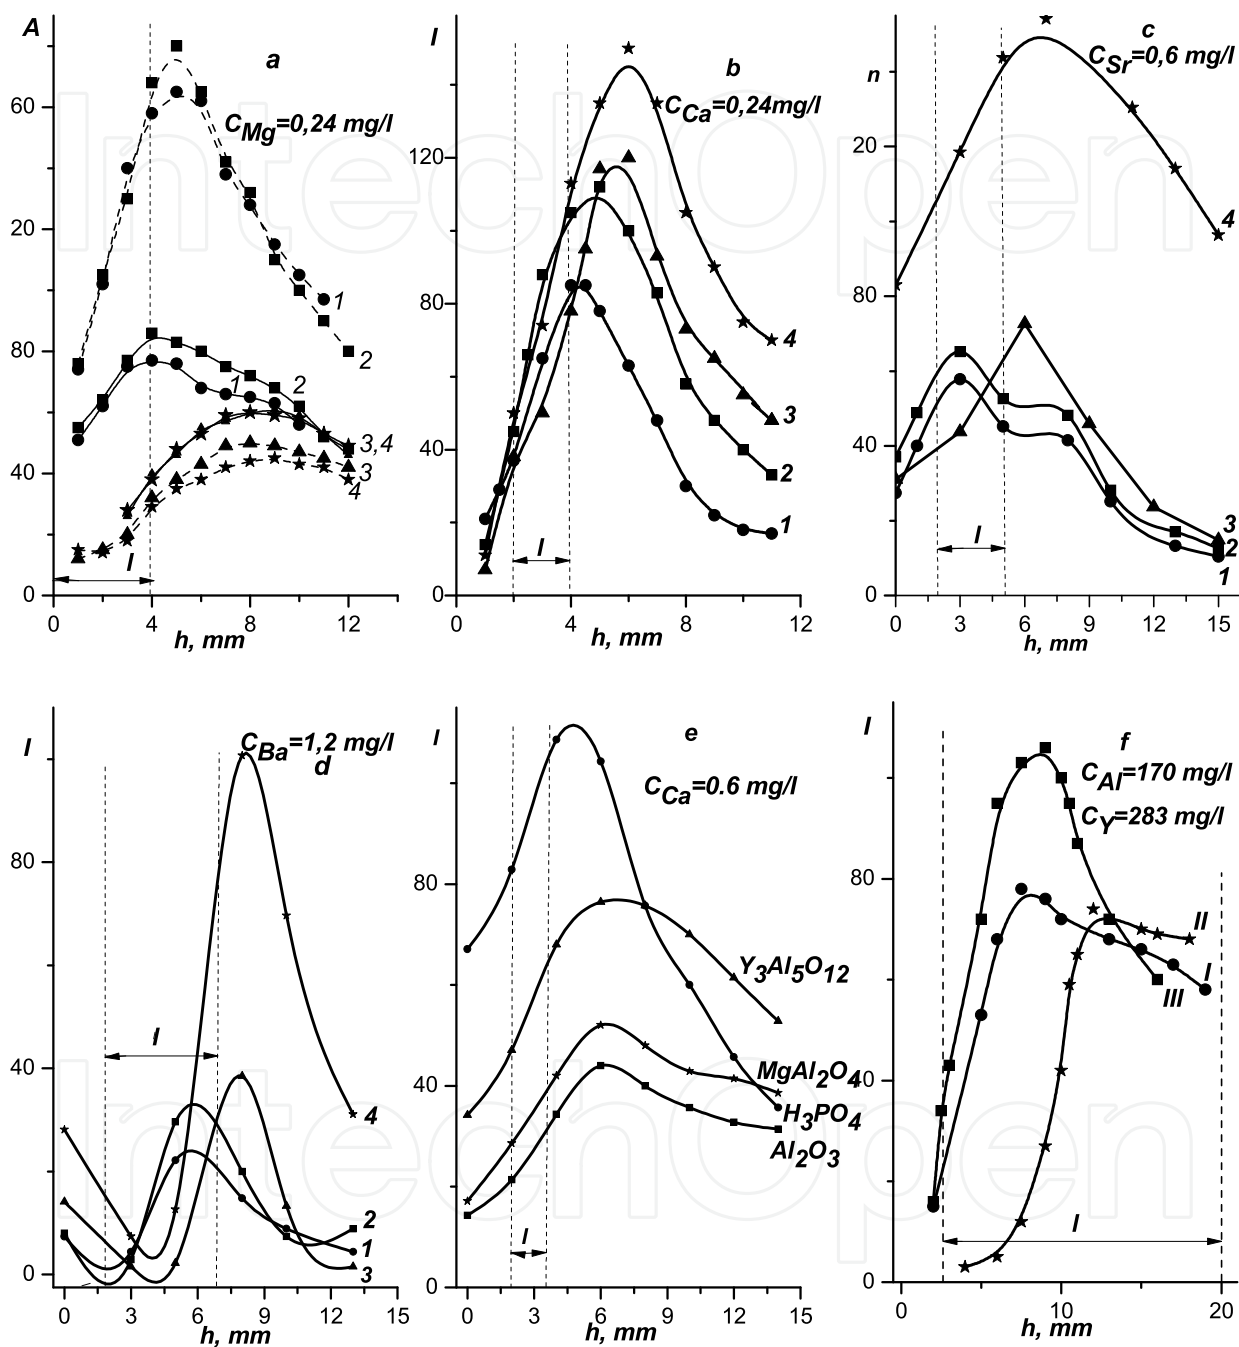 A
a
C_Mg=0,24 mg/l
60
20
80
40
0
1
2
1
2
3,4
3
4
l
0 4 8 12
h, mm
I
b
C_Ca=0,24mg/l
120
80
40
0
4
3
2
1
l
0 4 8 12
h, mm
n
c
C_Sr=0,6 mg/l
20
80
40
0
4
3
2
1
l
0 3 6 9 12 15
h, mm
I
C_Ba=1,2 mg/l
d
80
40
0
l
4
2
1
3
0 3 6 9 12 15
h, mm
I
e
C_Ca=0.6 mg/l
80
40
0
Y3Al5O12
MgAl2O4
H3PO4
Al2O3
l
0 3 6 9 12 15
h, mm
I
f
C_Al=170 mg/l
C_Y=283 mg/l
80
40
0
II
I
III
l
0 10 20
h, mm
IntechOpen
IntechOpen